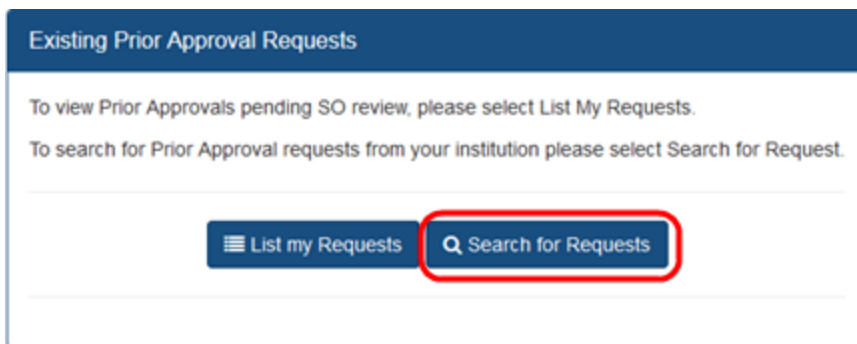 Existing Prior Approval Requests
To view Prior Approvals pending SO review, please select List My Requests.
To search for Prior Approval requests from your institution please select Search for Request.
List my Requests Search for Requests